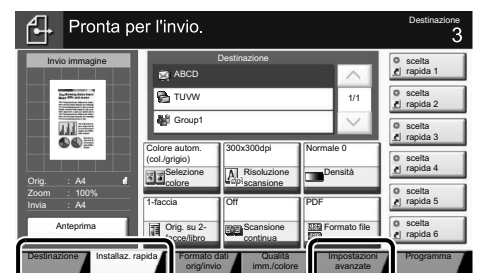 Pronta per l'invio.
Destinazione
3
Invio immagine
Orig. : A4
Zoom : 100%
Invia : A4
Anteprima
Destinazione
ABCD
TUVW
Group1
1/1
Colore autom.
(col./grigio)
Selezione
colore
300x300dpi
Risoluzione
scansione
Normale 0
Densità
1-faccia
Orig. su 2-
facce/libro
Off
Scansione
continua
PDF
Formato file
scelta
rapida 1
scelta
rapida 2
scelta
rapida 3
scelta
rapida 4
scelta
rapida 5
scelta
rapida 6
Destinazione
Installaz. rapida
Formato dati
orig/invio
Qualità
imm./colore
Impostazioni
avanzate
Programma